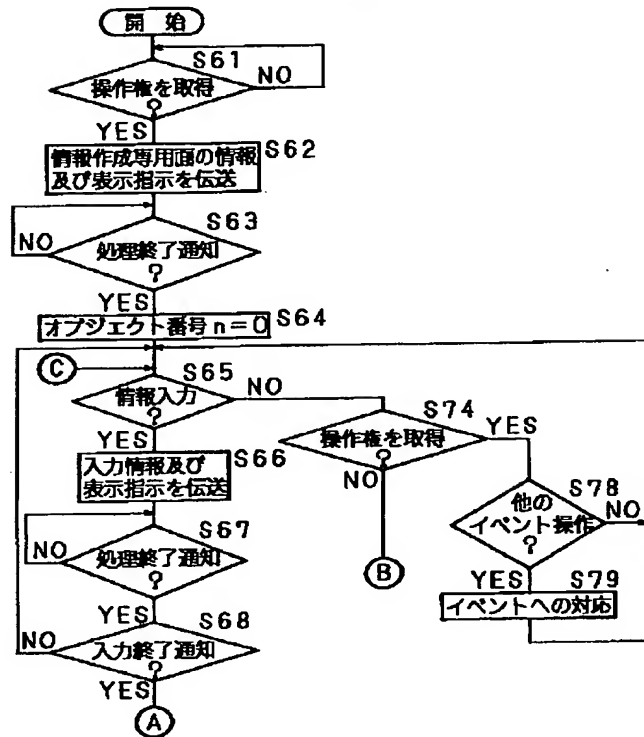 開始
S61
操作権を取得
?
NO
YES
情報作成専用面の情報
及び表示指示を伝送
S62
S63
処理終了通知
?
NO
YES
オブジェクト番号n=0
S64
C
S65
情報入力
?
NO
YES
S74
操作権を取得
?
YES
NO
B
入力情報及び
表示指示を伝送
S66
S78
他の
イベント操作
?
NO
YES
S79
イベントへの対応
S67
処理終了通知
?
NO
YES
S68
入力終了通知
?
NO
YES
A